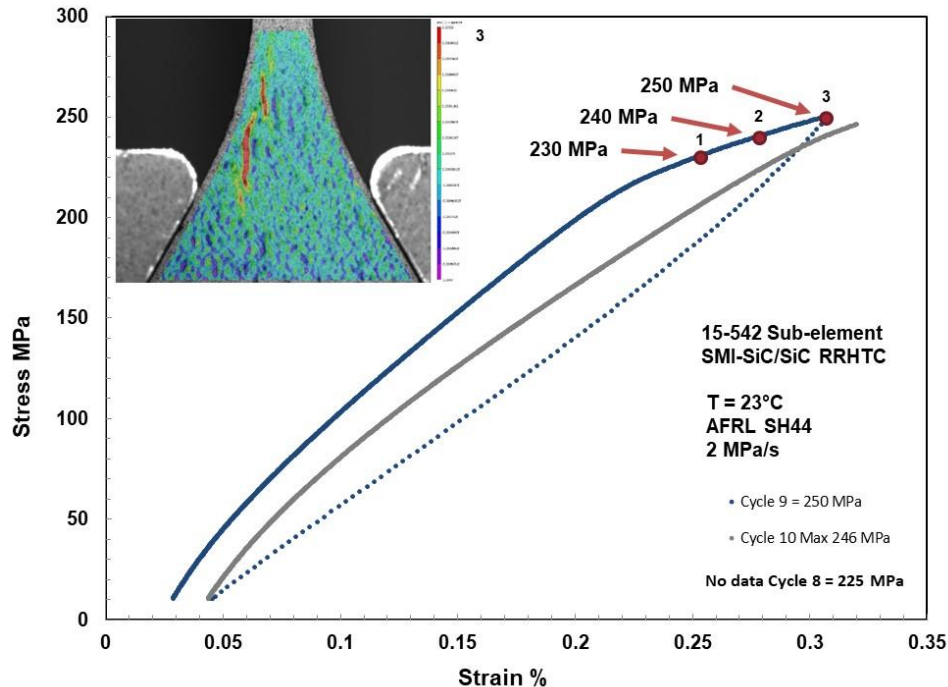 300
250
200
150
100
50
0
Stress MPa
3
250 MPa
3
240 MPa
2
230 MPa
1
15-542 Sub-element
SMI-SiC/SiC RRHTC
T = 23°C
AFRL SH44
2 MPa/s
Cycle 9 = 250 MPa
Cycle 10 Max 246 MPa
No data Cycle 8 = 225 MPa
0 0.05 0.1 0.15 0.2 0.25 0.3 0.35
Strain %